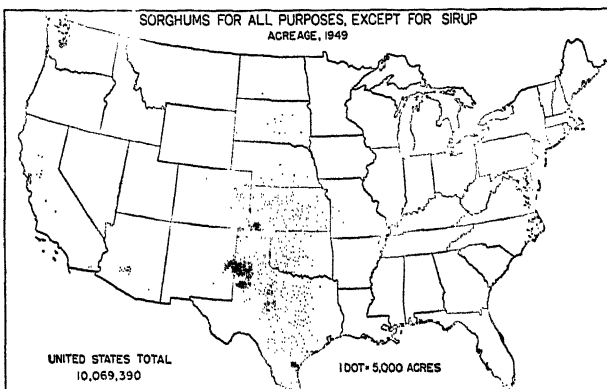 SORGHUMS FOR ALL PURPOSES, EXCEPT FOR SIRUP
ACREAGE, 1949
UNITED STATES TOTAL
10,069,390
1 DOT= 5,000 ACRES